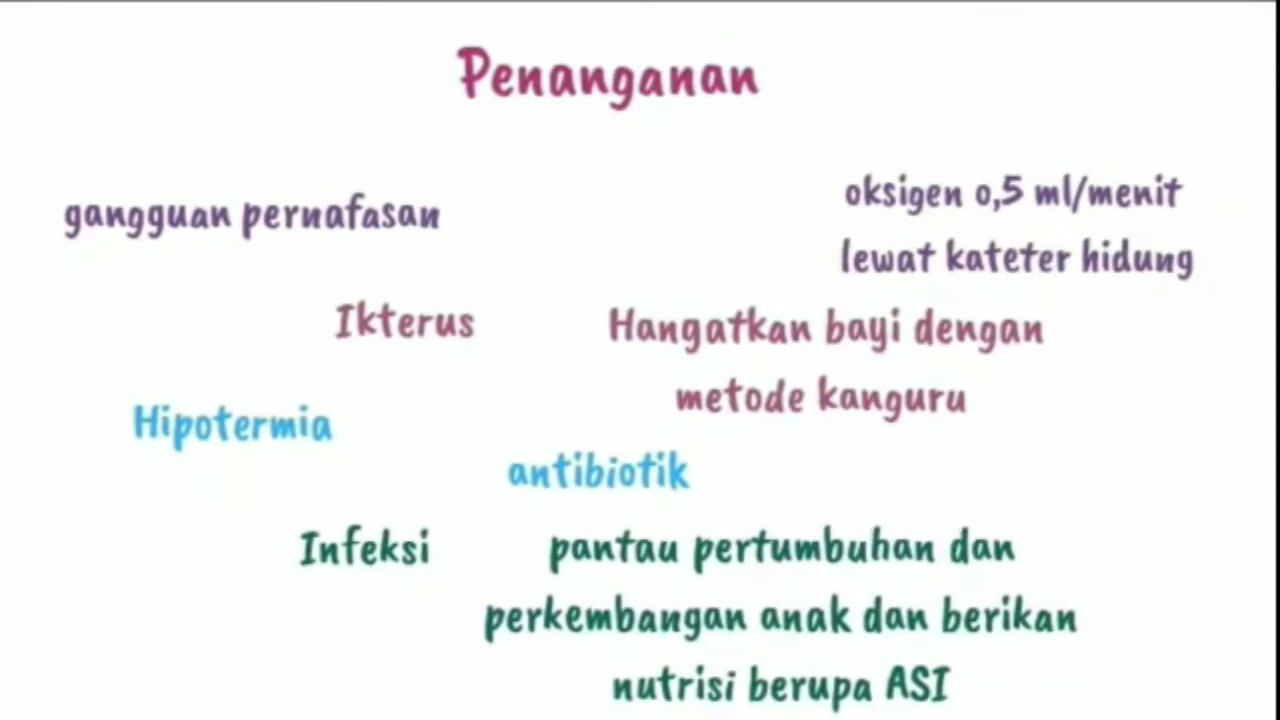 Penanganan
gangguan pernafasan
oksigen 0,5 ml/menit
lewat kateter hidung
Ikterus
Hangatkan bayi dengan
metode kanguru
Hipotermia
antibiotik
Infeksi
pantau pertumbuhan dan
perkembangan anak dan berikan
nutrisi berupa ASI